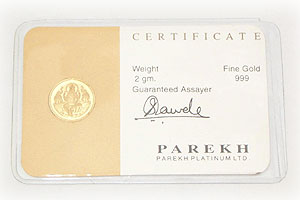 CERTIFICATE
Weight Fine Gold
2 gm. 999
Guaranteed Assayer
PAREKH
PAREKH PLATINUM LTD.